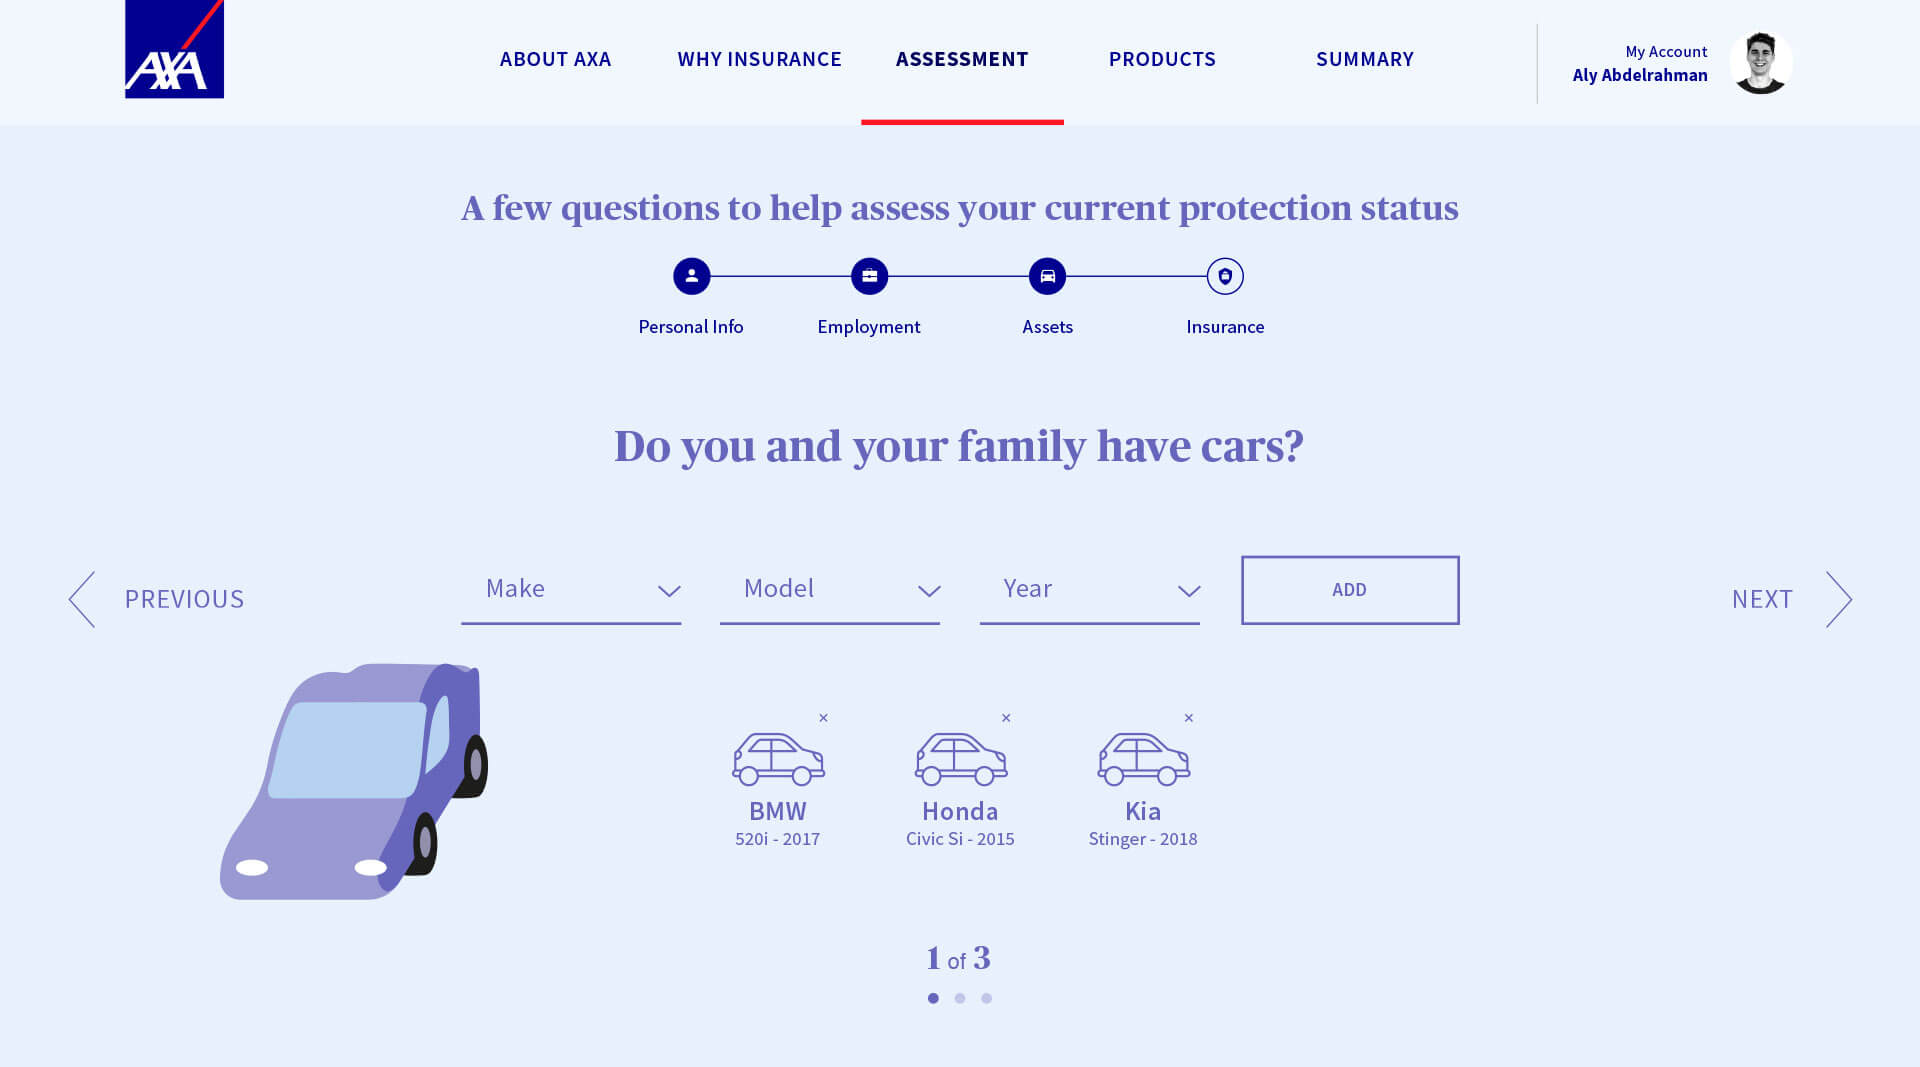 AXA
ABOUT AXA
WHY INSURANCE
ASSESSMENT
PRODUCTS
SUMMARY
My Account
Aly Abdelrahman
A few questions to help assess your current protection status
Personal Info
Employment
Assets
Insurance
Do you and your family have cars?
PREVIOUS
Make
Model
Year
ADD
NEXT
BMW
520i - 2017
Honda
Civic Si - 2015
Kia
Stinger - 2018
1 of 3